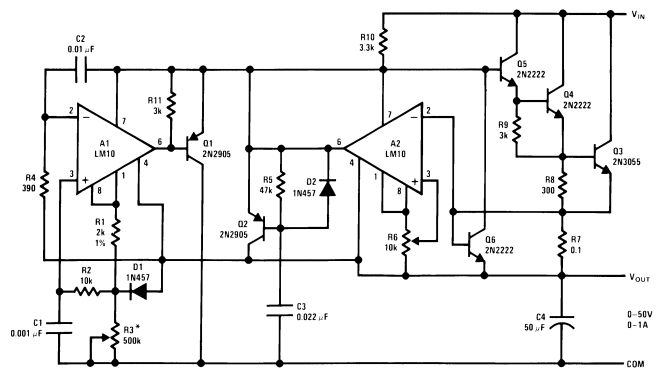 V_IN
C2
0.01 μF
R10
3.3k
Q5
2N2222
Q4
2N2222
R11
3k
Q1
2N2905
2
7
A1
LM10
6
3
8
1
4
R4
390
R9
3k
Q3
2N3055
7
2
A2
LM10
6
4
1
8
3
R5
47k
D2
1N457
R8
300
R1
2k
1%
Q2
2N2905
R6
10k
Q6
2N2222
R7
0.1
R2
10k
D1
1N457
V_OUT
C1
0.001 μF
R3*
500k
C3
0.022 μF
C4
50 μF
0–50V
0–1A
COM